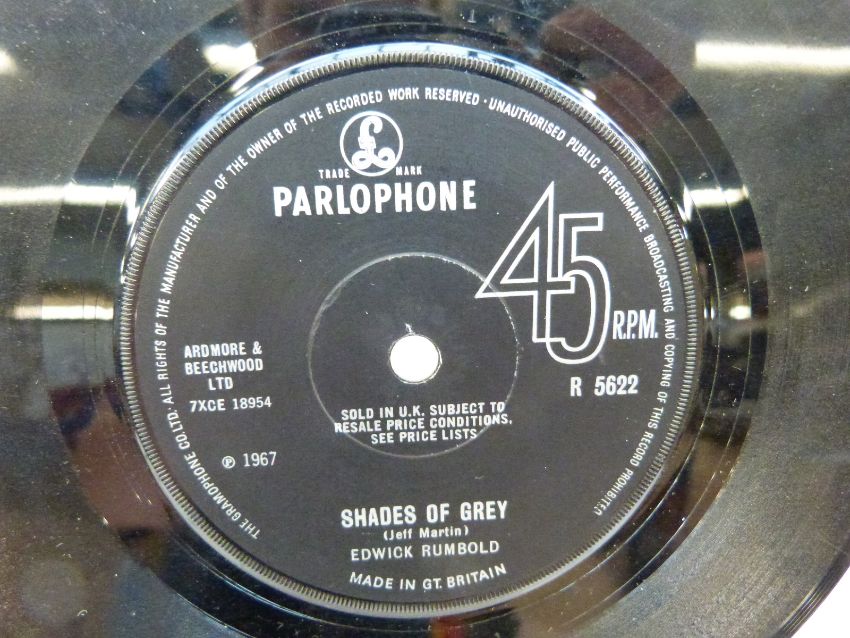 THE GRAMOPHONE CO. LTD. ALL RIGHTS OF THE MANUFACTURER AND OF THE OWNER OF THE RECORDED WORK RESERVED · UNAUTHORISED PUBLIC PERFORMANCE BROADCASTING AND COPYING OF THIS RECORD PROHIBITED
£
TRADE MARK
PARLOPHONE
45 R.P.M.
R 5622
ARDMORE &
BEECHWOOD
LTD
7XCE 18954
SOLD IN U.K. SUBJECT TO
RESALE PRICE CONDITIONS.
SEE PRICE LISTS
℗ 1967
SHADES OF GREY
(Jeff Martin)
EDWICK RUMBOLD
MADE IN GT. BRITAIN